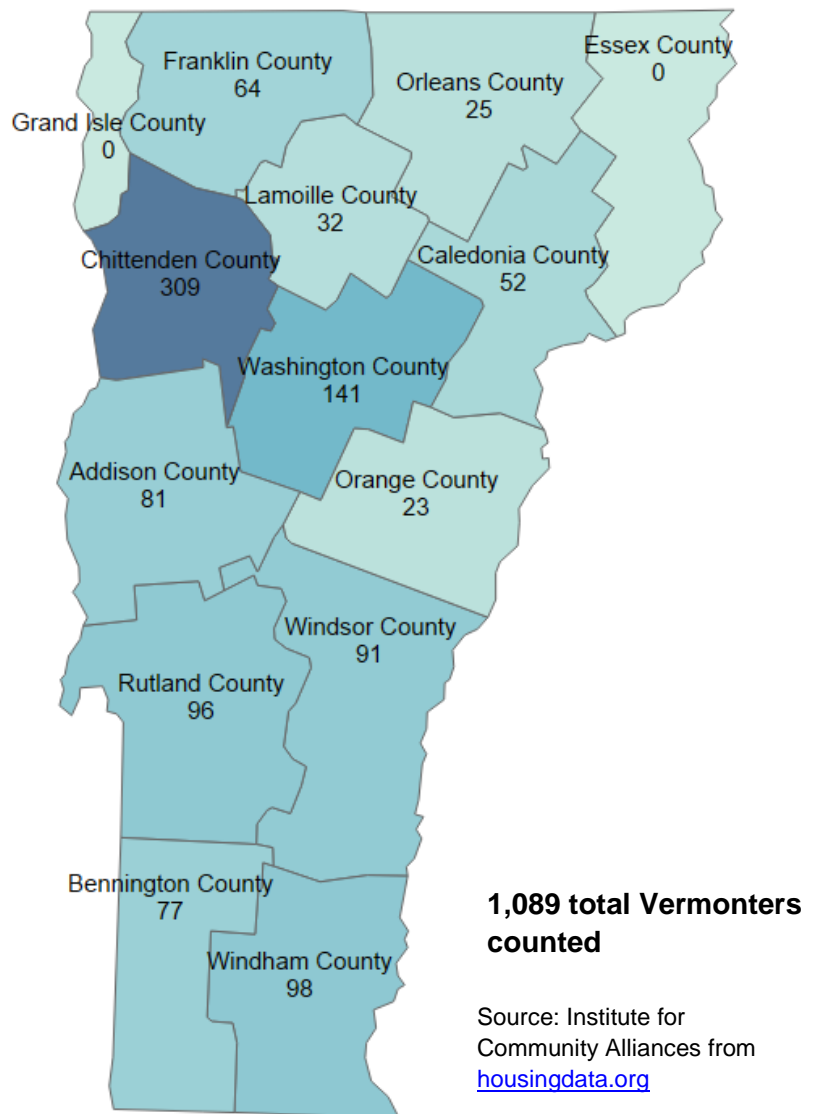 Essex County
0
Franklin County
64
Orleans County
25
Grand Isle County
0
Lamoille County
32
Chittenden County
309
Caledonia County
52
Washington County
141
Addison County
81
Orange County
23
Windsor County
91
Rutland County
96
Bennington County
77
Windham County
98
1,089 total Vermonters
counted
Source: Institute for
Community Alliances from
housingdata.org